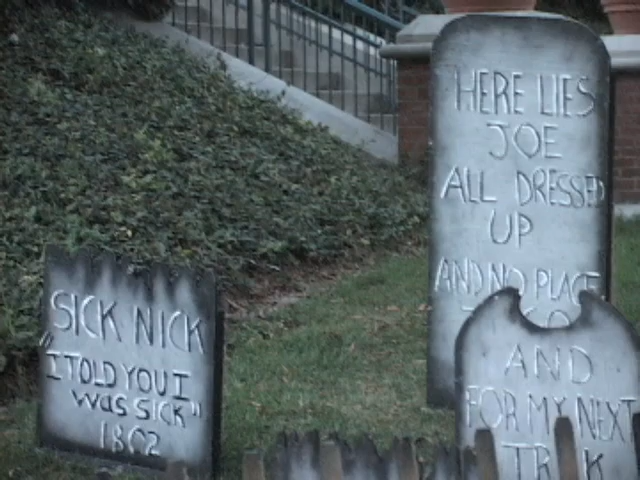 SICK NICK
"I TOLD YOU I
was sick"
1802
HERE LIES
JOE
ALL DRESSED
UP
AND NO PLACE
AND
FOR MY NEXT